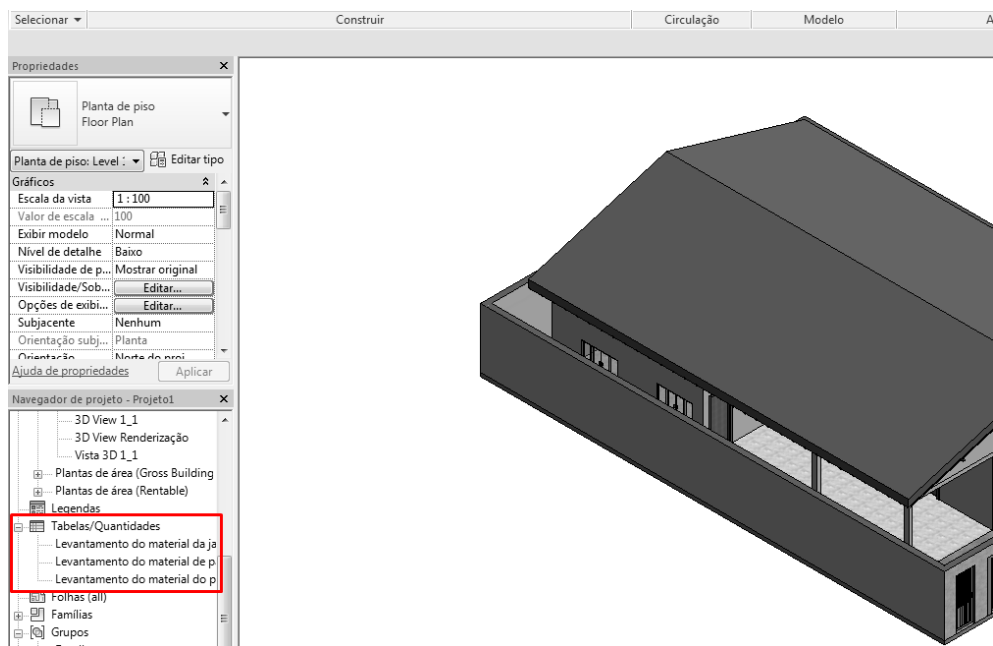 Selecionar
Construir
Circulação
Modelo
A
Propriedades
Planta de piso
Floor Plan
Planta de piso: Level :
Editar tipo
Gráficos
Escala da vista 1 : 100
Valor de escala ... 100
Exibir modelo Normal
Nível de detalhe Baixo
Visibilidade de p... Mostrar original
Visibilidade/Sob... Editar...
Opções de exibi... Editar...
Subjacente Nenhum
Orientação subj... Planta
Orientação Norte do proj
Ajuda de propriedades Aplicar
Navegador de projeto - Projeto1
3D View 1_1
3D View Renderização
Vista 3D 1_1
Plantas de área (Gross Building
Plantas de área (Rentable)
Legendas
Tabelas/Quantidades
Levantamento do material da ja
Levantamento do material de p
Levantamento do material do p
Folhas (all)
Famílias
Grupos